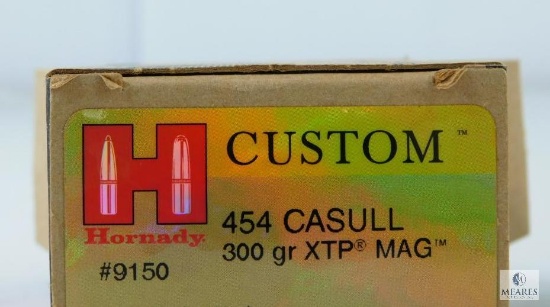 H
Hornady
#9150
CUSTOM™
454 CASULL
300 gr XTP® MAG™
MEARES